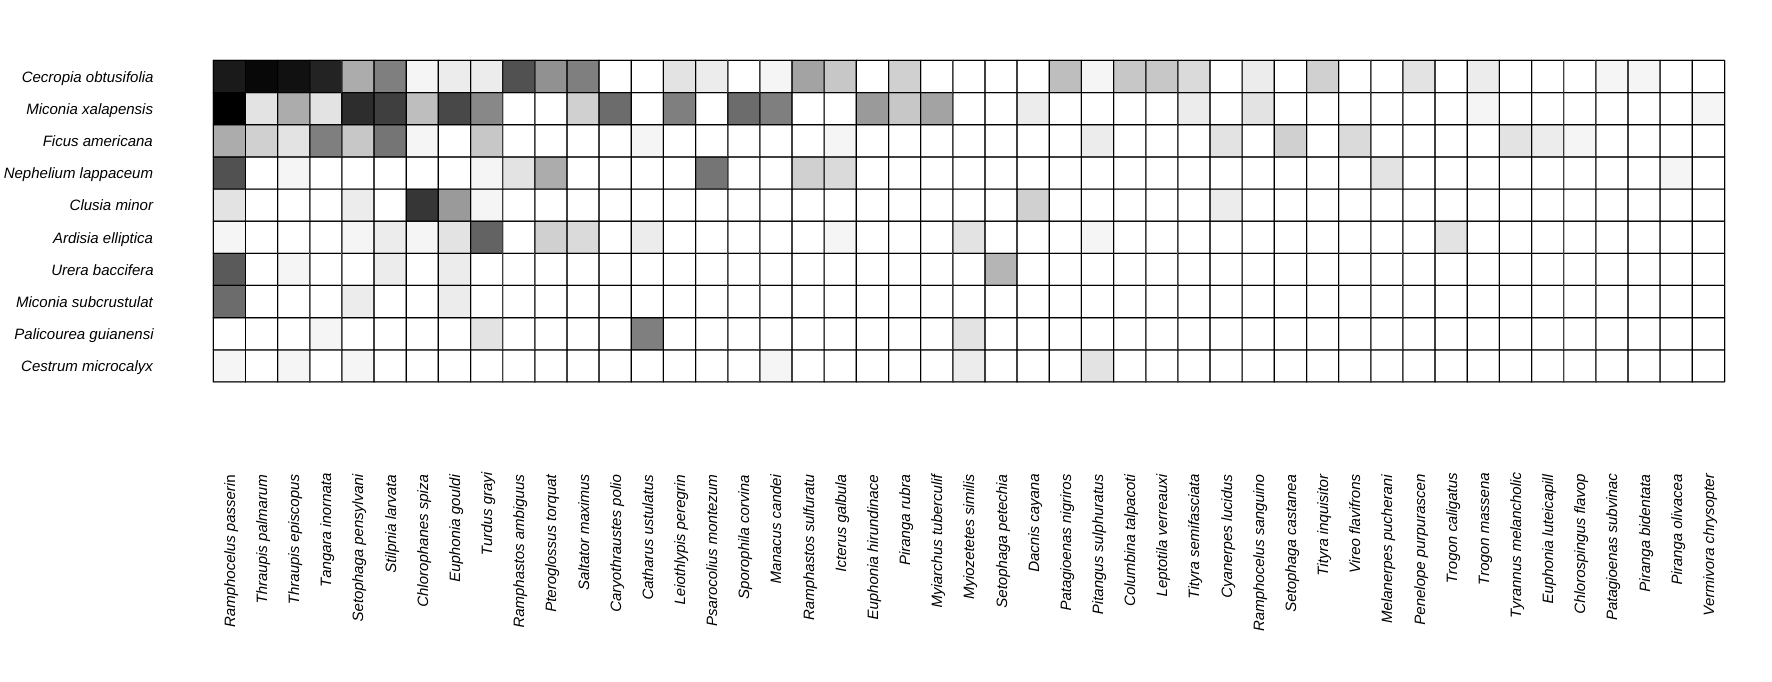 Cecropia obtusifolia
Miconia xalapensis
Ficus americana
Nephelium lappaceum
Clusia minor
Ardisia elliptica
Urera baccifera
Miconia subcrustulat
Palicourea guianensi
Cestrum microcalyx
Ramphocelus passerin
Thraupis palmarum
Thraupis episcopus
Tangara inornata
Setophaga pensylvani
Stilpnia larvata
Chlorophanes spiza
Euphonia gouldi
Turdus grayi
Ramphastos ambiguus
Pteroglossus torquat
Saltator maximus
Caryothraustes polio
Catharus ustulatus
Leiothlypis peregrin
Psarocolius montezum
Sporophila corvina
Manacus candei
Ramphastos sulfuratu
Icterus galbula
Euphonia hirundinace
Piranga rubra
Myiarchus tuberculif
Myiozetetes similis
Setophaga petechia
Dacnis cayana
Patagioenas nigriros
Pitangus sulphuratus
Columbina talpacoti
Leptotila verreauxi
Tityra semifasciata
Cyanerpes lucidus
Ramphocelus sanguino
Setophaga castanea
Tityra inquisitor
Vireo flavifrons
Melanerpes pucherani
Penelope purpurascen
Trogon caligatus
Trogon massena
Tyrannus melancholic
Euphonia luteicapill
Chlorospingus flavop
Patagioenas subvinac
Piranga bidentata
Piranga olivacea
Vermivora chrysopter